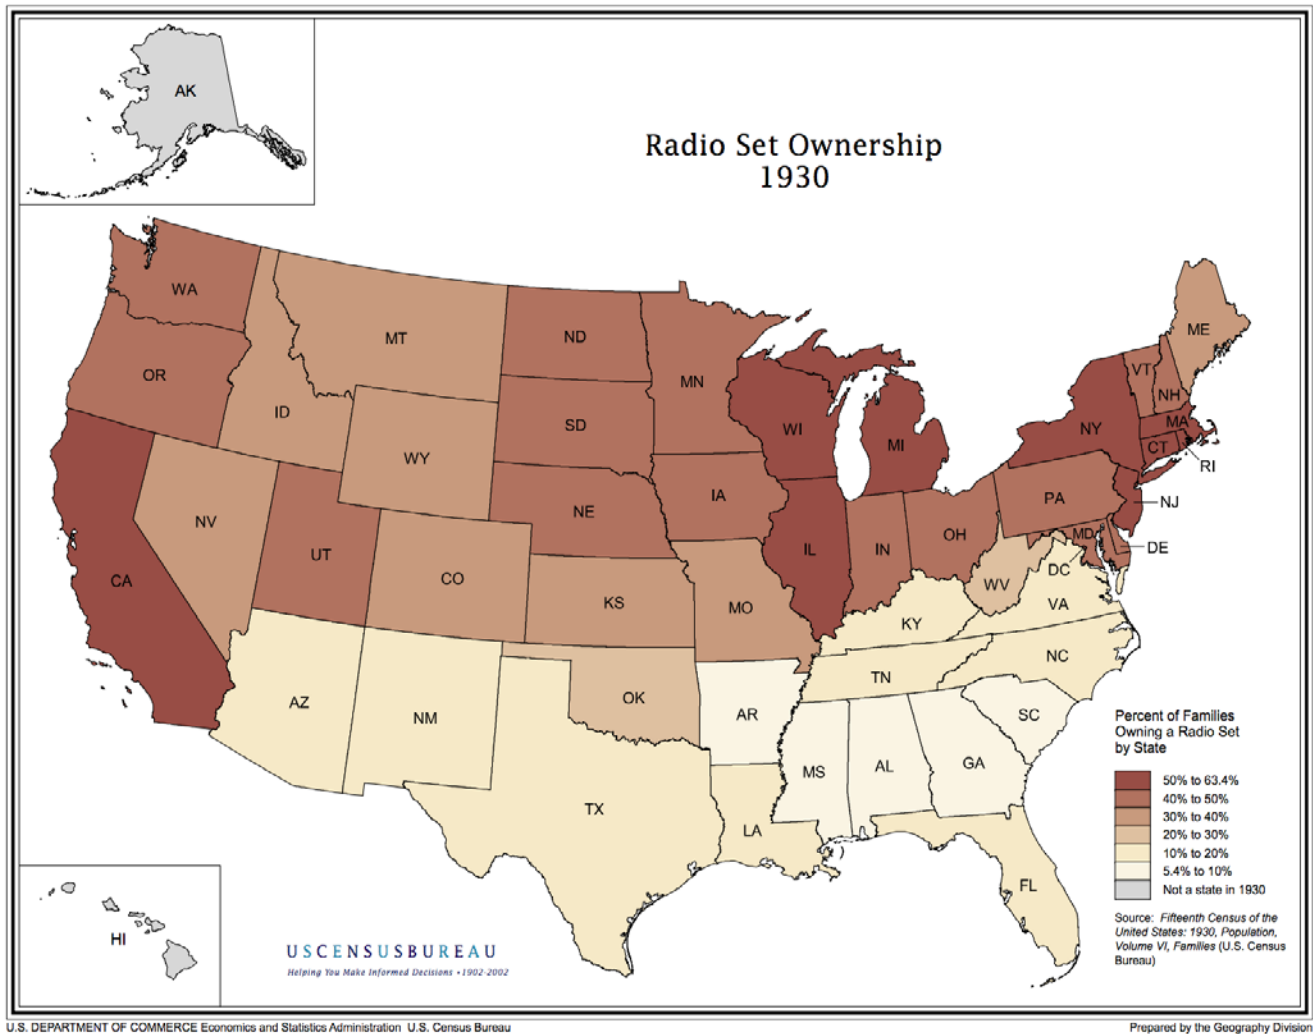 AK
Radio Set Ownership
1930
WA
MT
ND
ME
OR
MN
VT
NH
ID
SD
WI
NY
MA
MI
CT
WY
RI
IA
PA
NE
NJ
NV
OH
MD
UT
IL
IN
DE
CO
DC
CA
WV
KS
MO
VA
KY
NC
TN
OK
AZ
NM
AR
SC
MS
AL
GA
TX
LA
FL
HI
Percent of Families
Owning a Radio Set
by State
50% to 63.4%
40% to 50%
30% to 40%
20% to 30%
10% to 20%
5.4% to 10%
Not a state in 1930
Source: Fifteenth Census of the
United States: 1930, Population,
Volume VI, Families (U.S. Census
Bureau)
USCENSUSBUREAU
Helping You Make Informed Decisions • 1902-2002
U.S. DEPARTMENT OF COMMERCE Economics and Statistics Administration U.S. Census Bureau
Prepared by the Geography Division